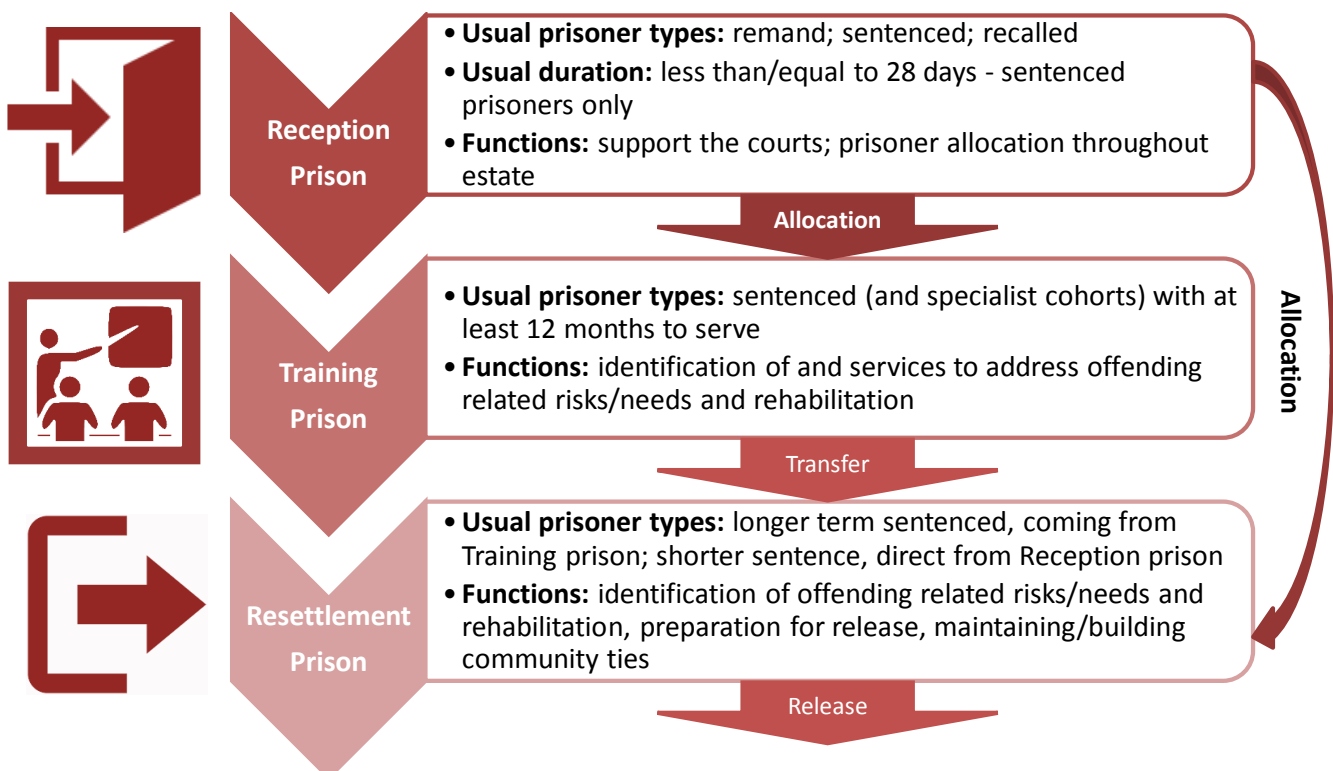 Reception
Prison
• Usual prisoner types: remand; sentenced; recalled
• Usual duration: less than/equal to 28 days - sentenced
prisoners only
• Functions: support the courts; prisoner allocation throughout
estate
Allocation
Training
Prison
• Usual prisoner types: sentenced (and specialist cohorts) with at
least 12 months to serve
• Functions: identification of and services to address offending
related risks/needs and rehabilitation
Allocation
Transfer
Resettlement
Prison
• Usual prisoner types: longer term sentenced, coming from
Training prison; shorter sentence, direct from Reception prison
• Functions: identification of offending related risks/needs and
rehabilitation, preparation for release, maintaining/building
community ties
Release